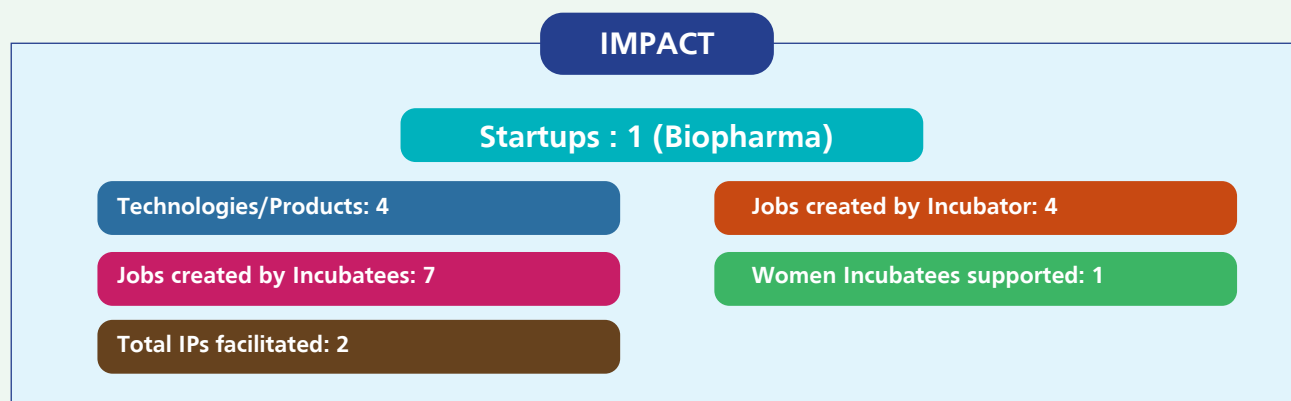 IMPACT
Startups : 1 (Biopharma)
Technologies/Products: 4
Jobs created by Incubator: 4
Jobs created by Incubatees: 7
Women Incubatees supported: 1
Total IPs facilitated: 2